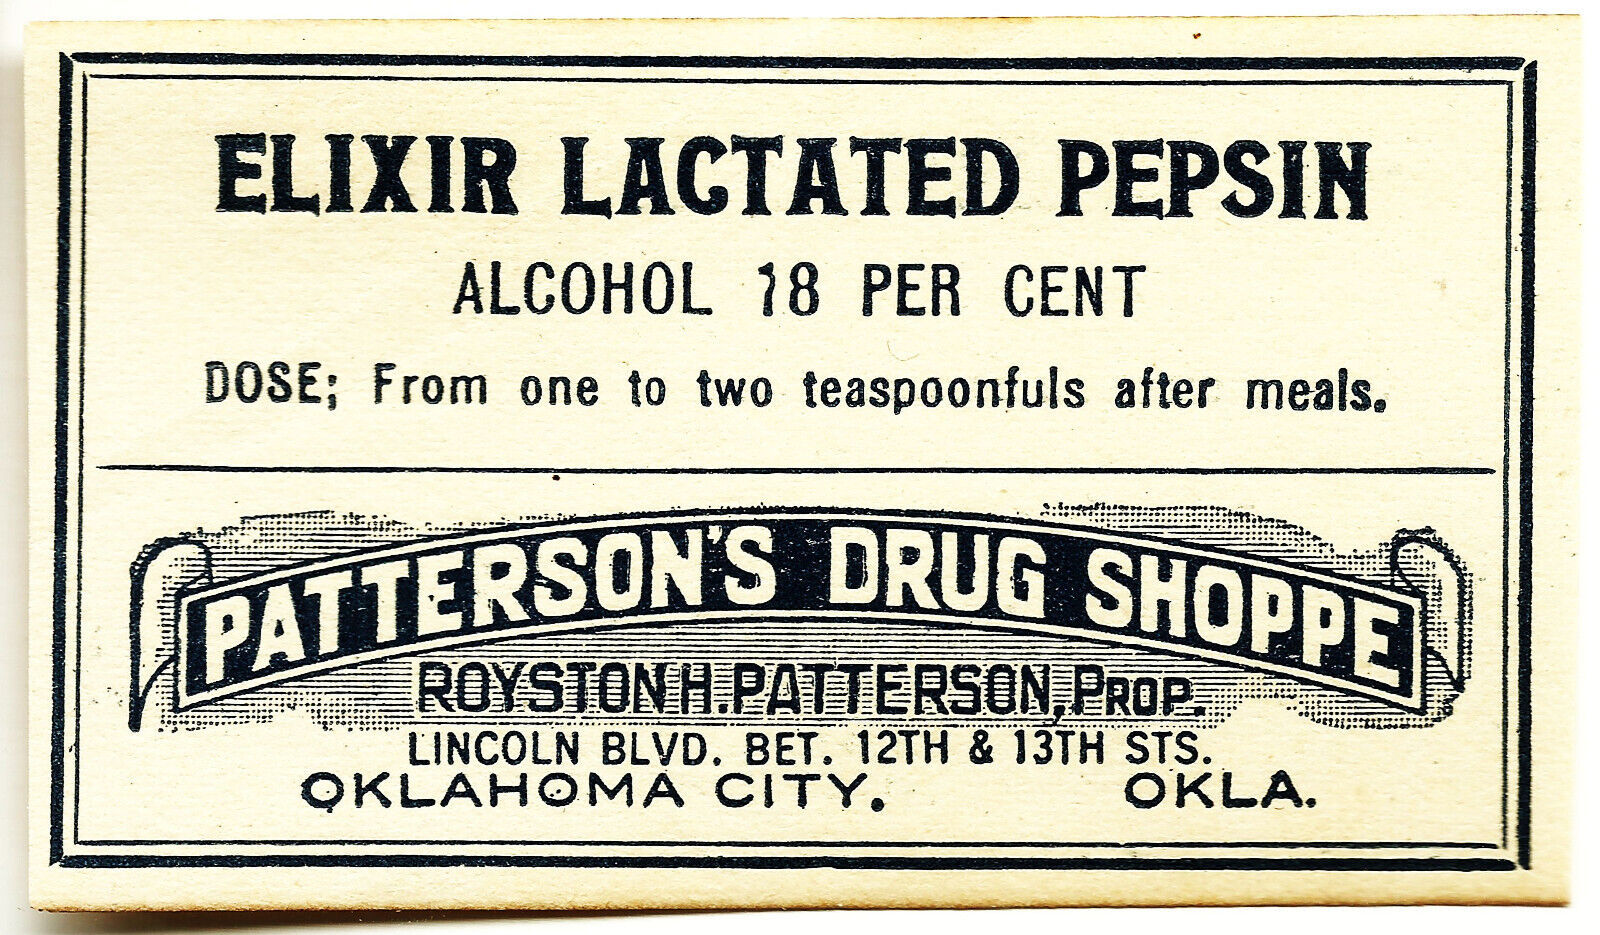 ELIXIR LACTATED PEPSIN
ALCOHOL 18 PER CENT
DOSE; From one to two teaspoonfuls after meals.
PATTERSON'S DRUG SHOPPE
ROYSTON H. PATTERSON, PROP.
LINCOLN BLVD. BET. 12TH & 13TH STS.
OKLAHOMA CITY. OKLA.